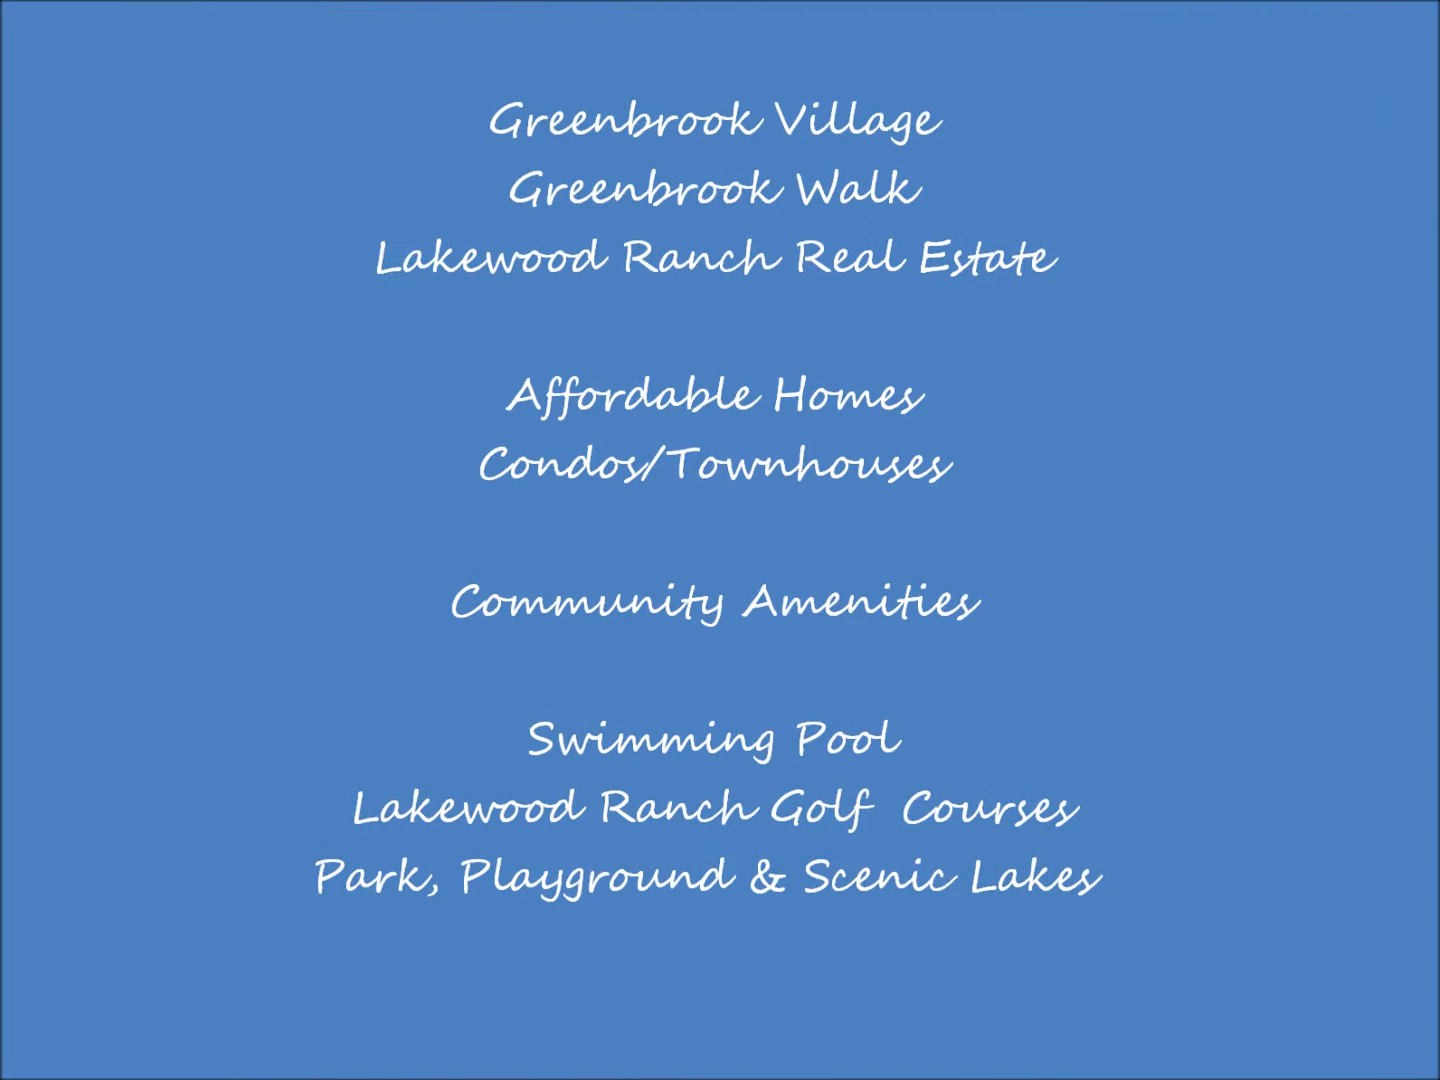 Greenbrook Village
Greenbrook Walk
Lakewood Ranch Real Estate
Affordable Homes
Condos/Townhouses
Community Amenities
Swimming Pool
Lakewood Ranch Golf Courses
Park, Playground & Scenic Lakes